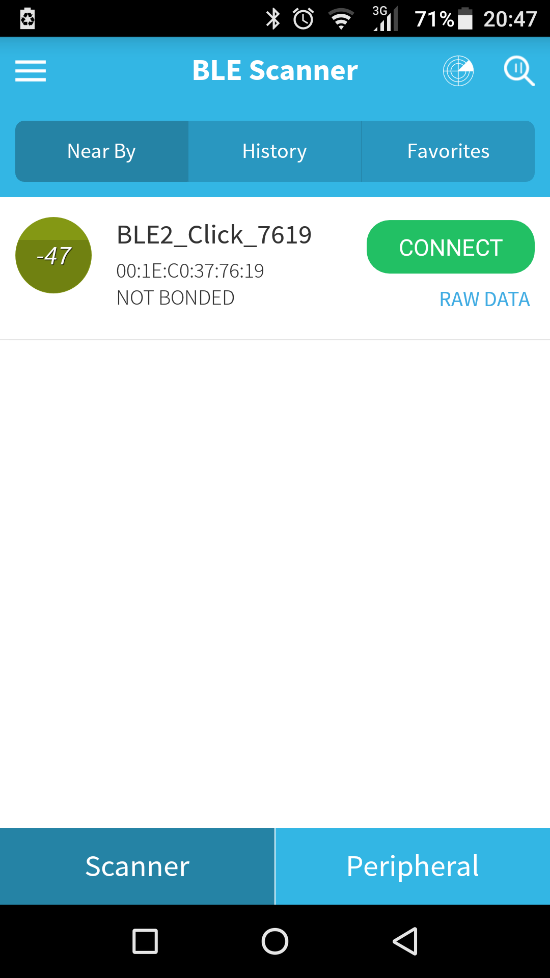 3G 71% 20:47
BLE Scanner
Near By History Favorites
-47
BLE2_Click_7619
00:1E:C0:37:76:19
NOT BONDED
CONNECT
RAW DATA
Scanner Peripheral